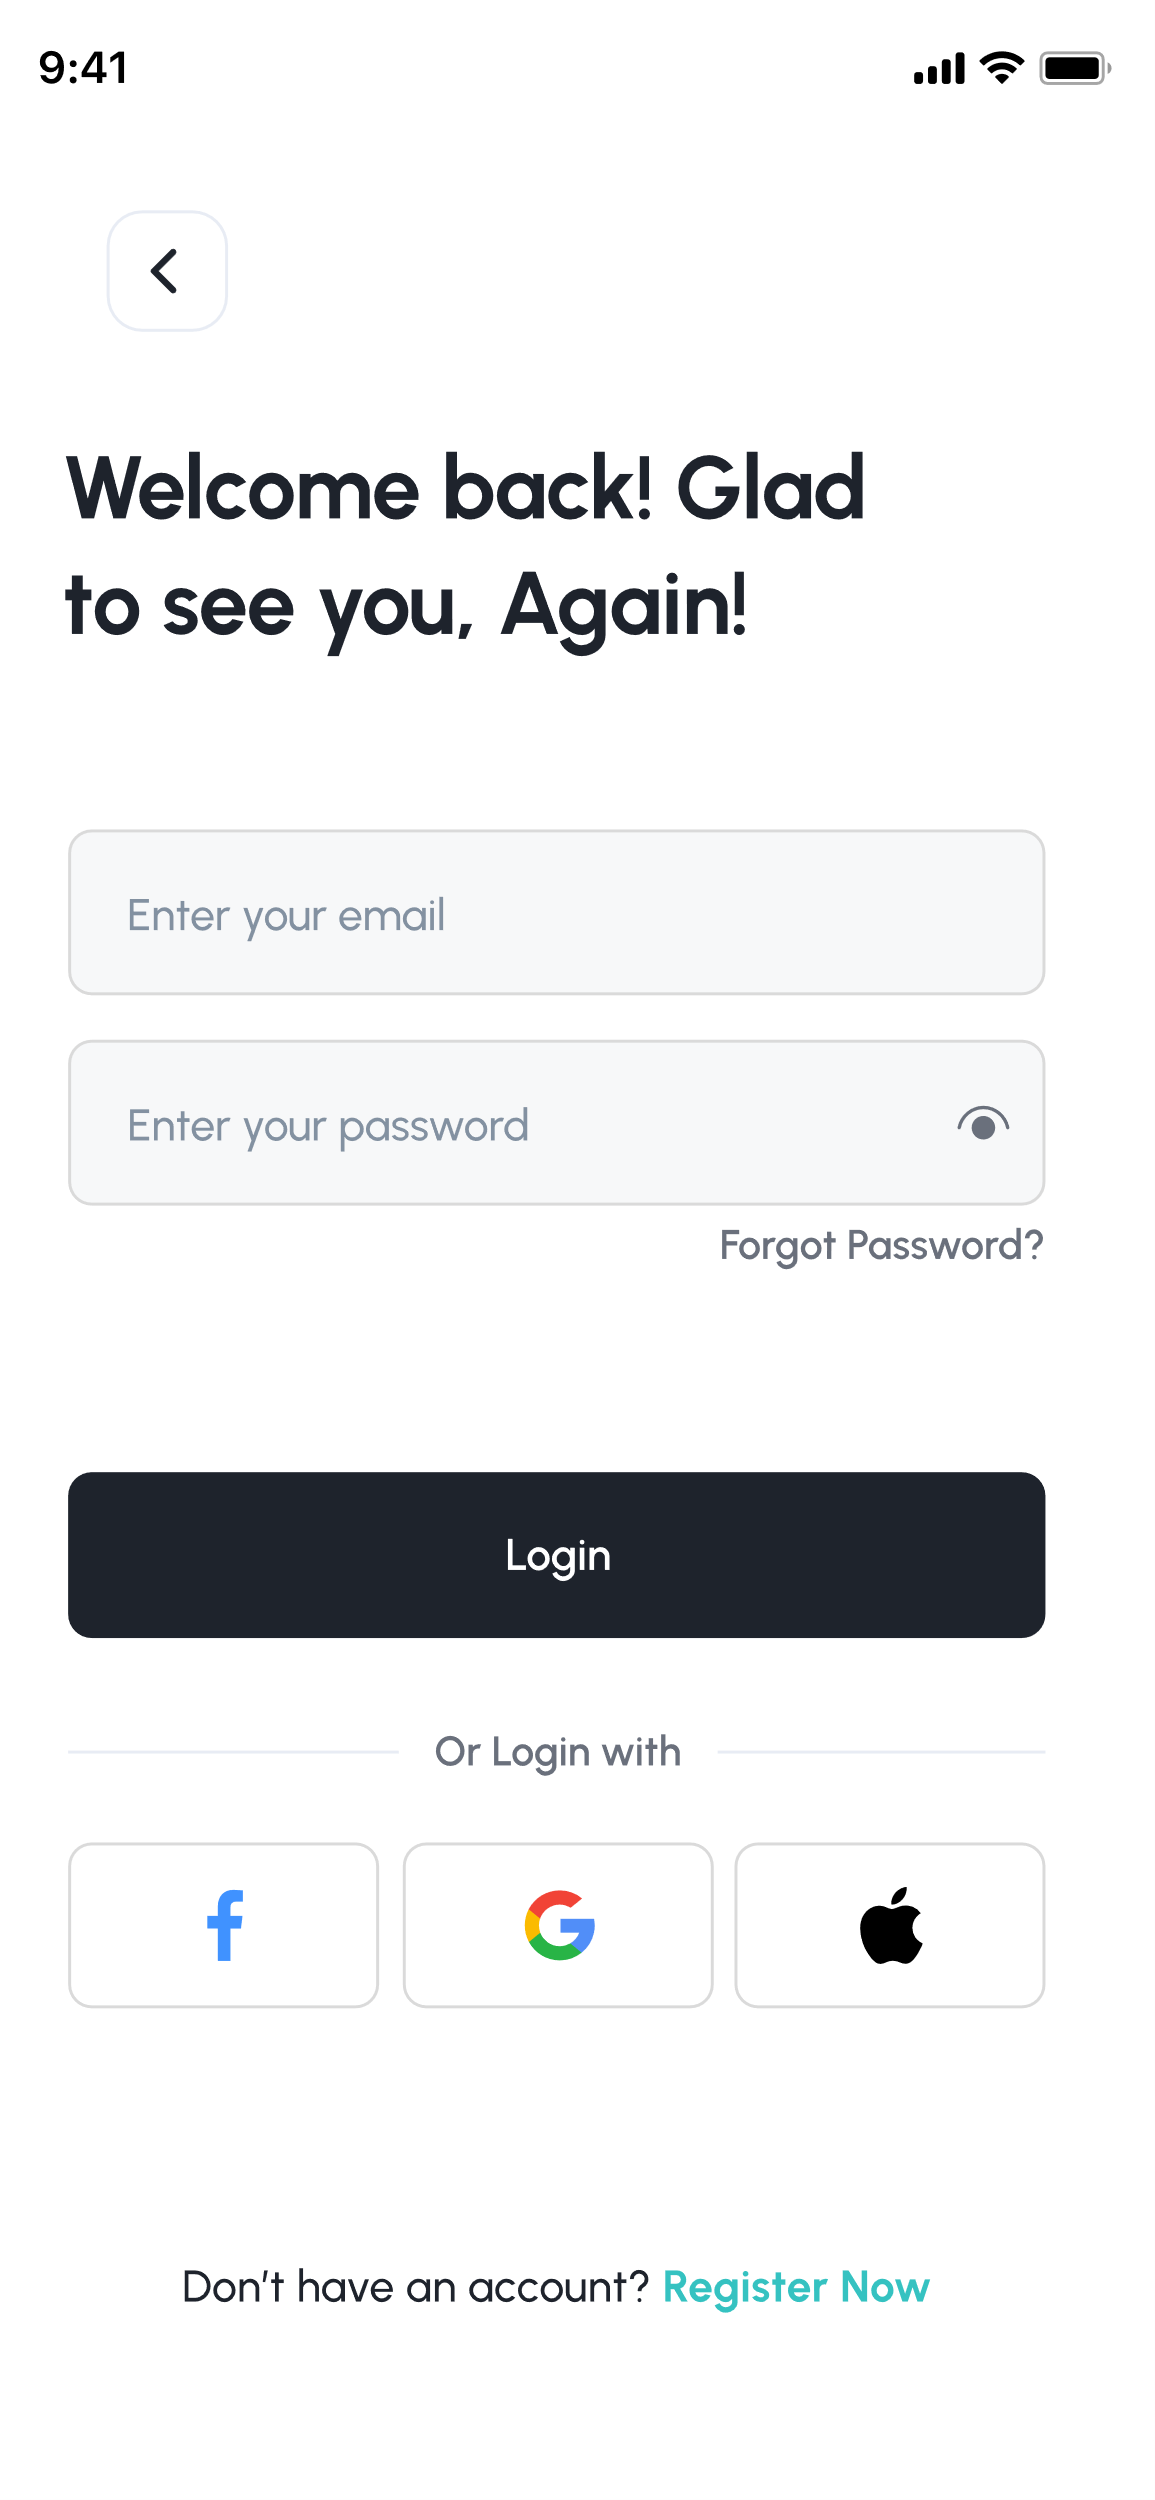 9:41
Welcome back! Glad
to see you, Again!
Enter your email
Enter your password
Forgot Password?
Login
Or Login with
Don't have an account? Register Now